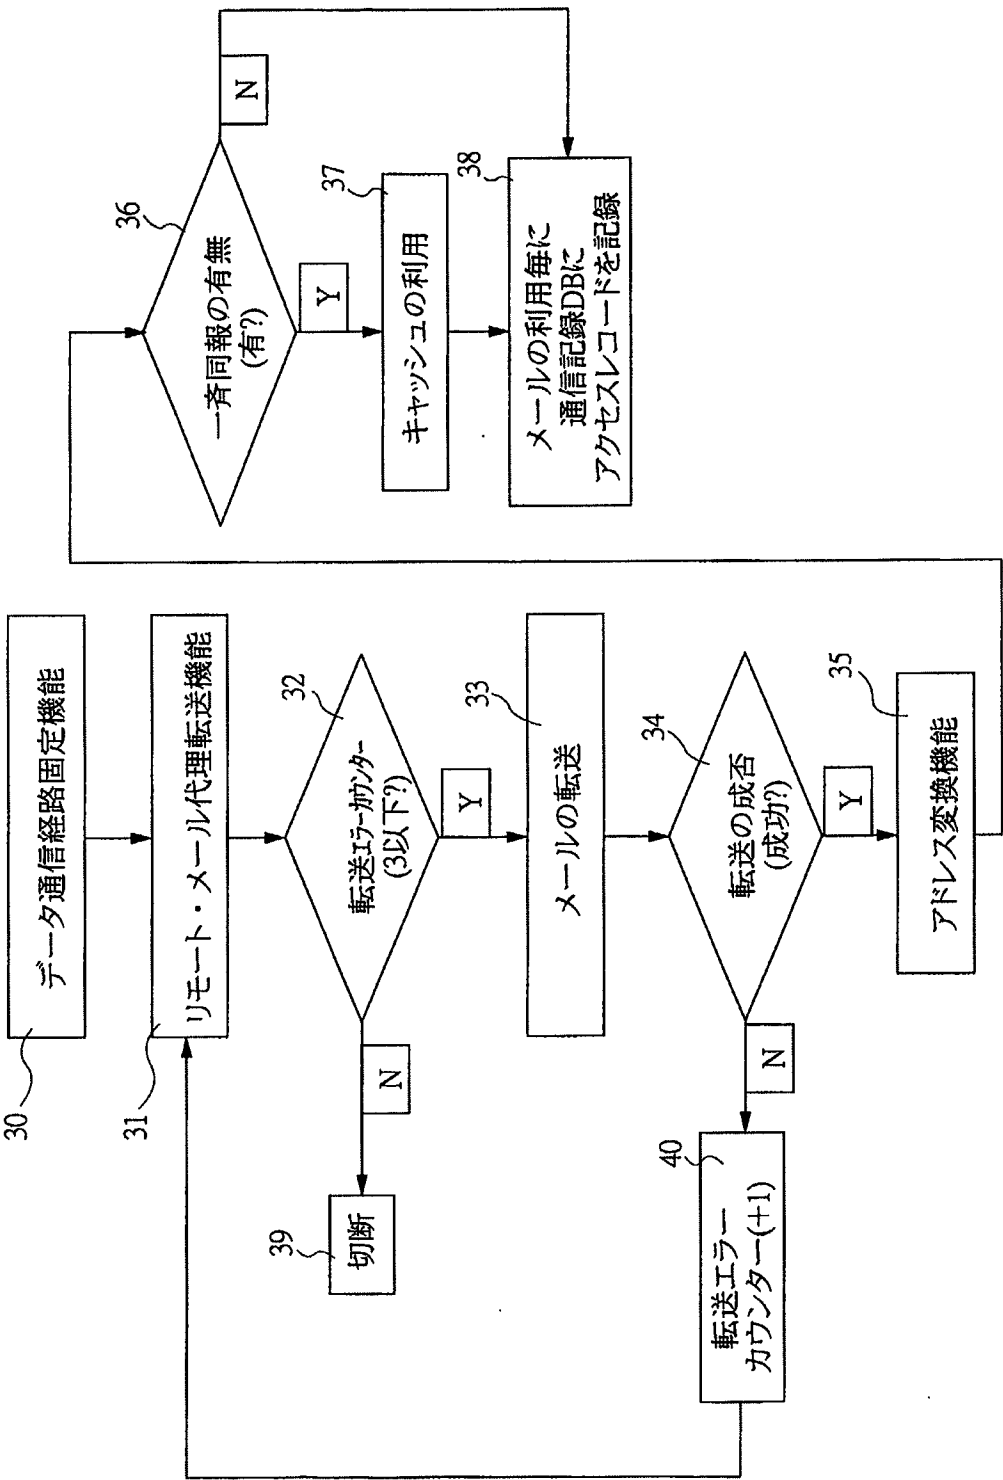 30
データ通信経路固定機能
31
リモート・メール代理転送機能
32
転送エラーカウンター
(3以下?)
Y
N
39
切断
33
メールの転送
34
転送の成否
(成功?)
Y
N
40
転送エラー
カウンター(+1)
35
アドレス変換機能
36
一斉同報の有無
(有?)
Y
N
37
キャッシュの利用
38
メールの利用毎に
通信記録DBに
アクセスレコードを記録